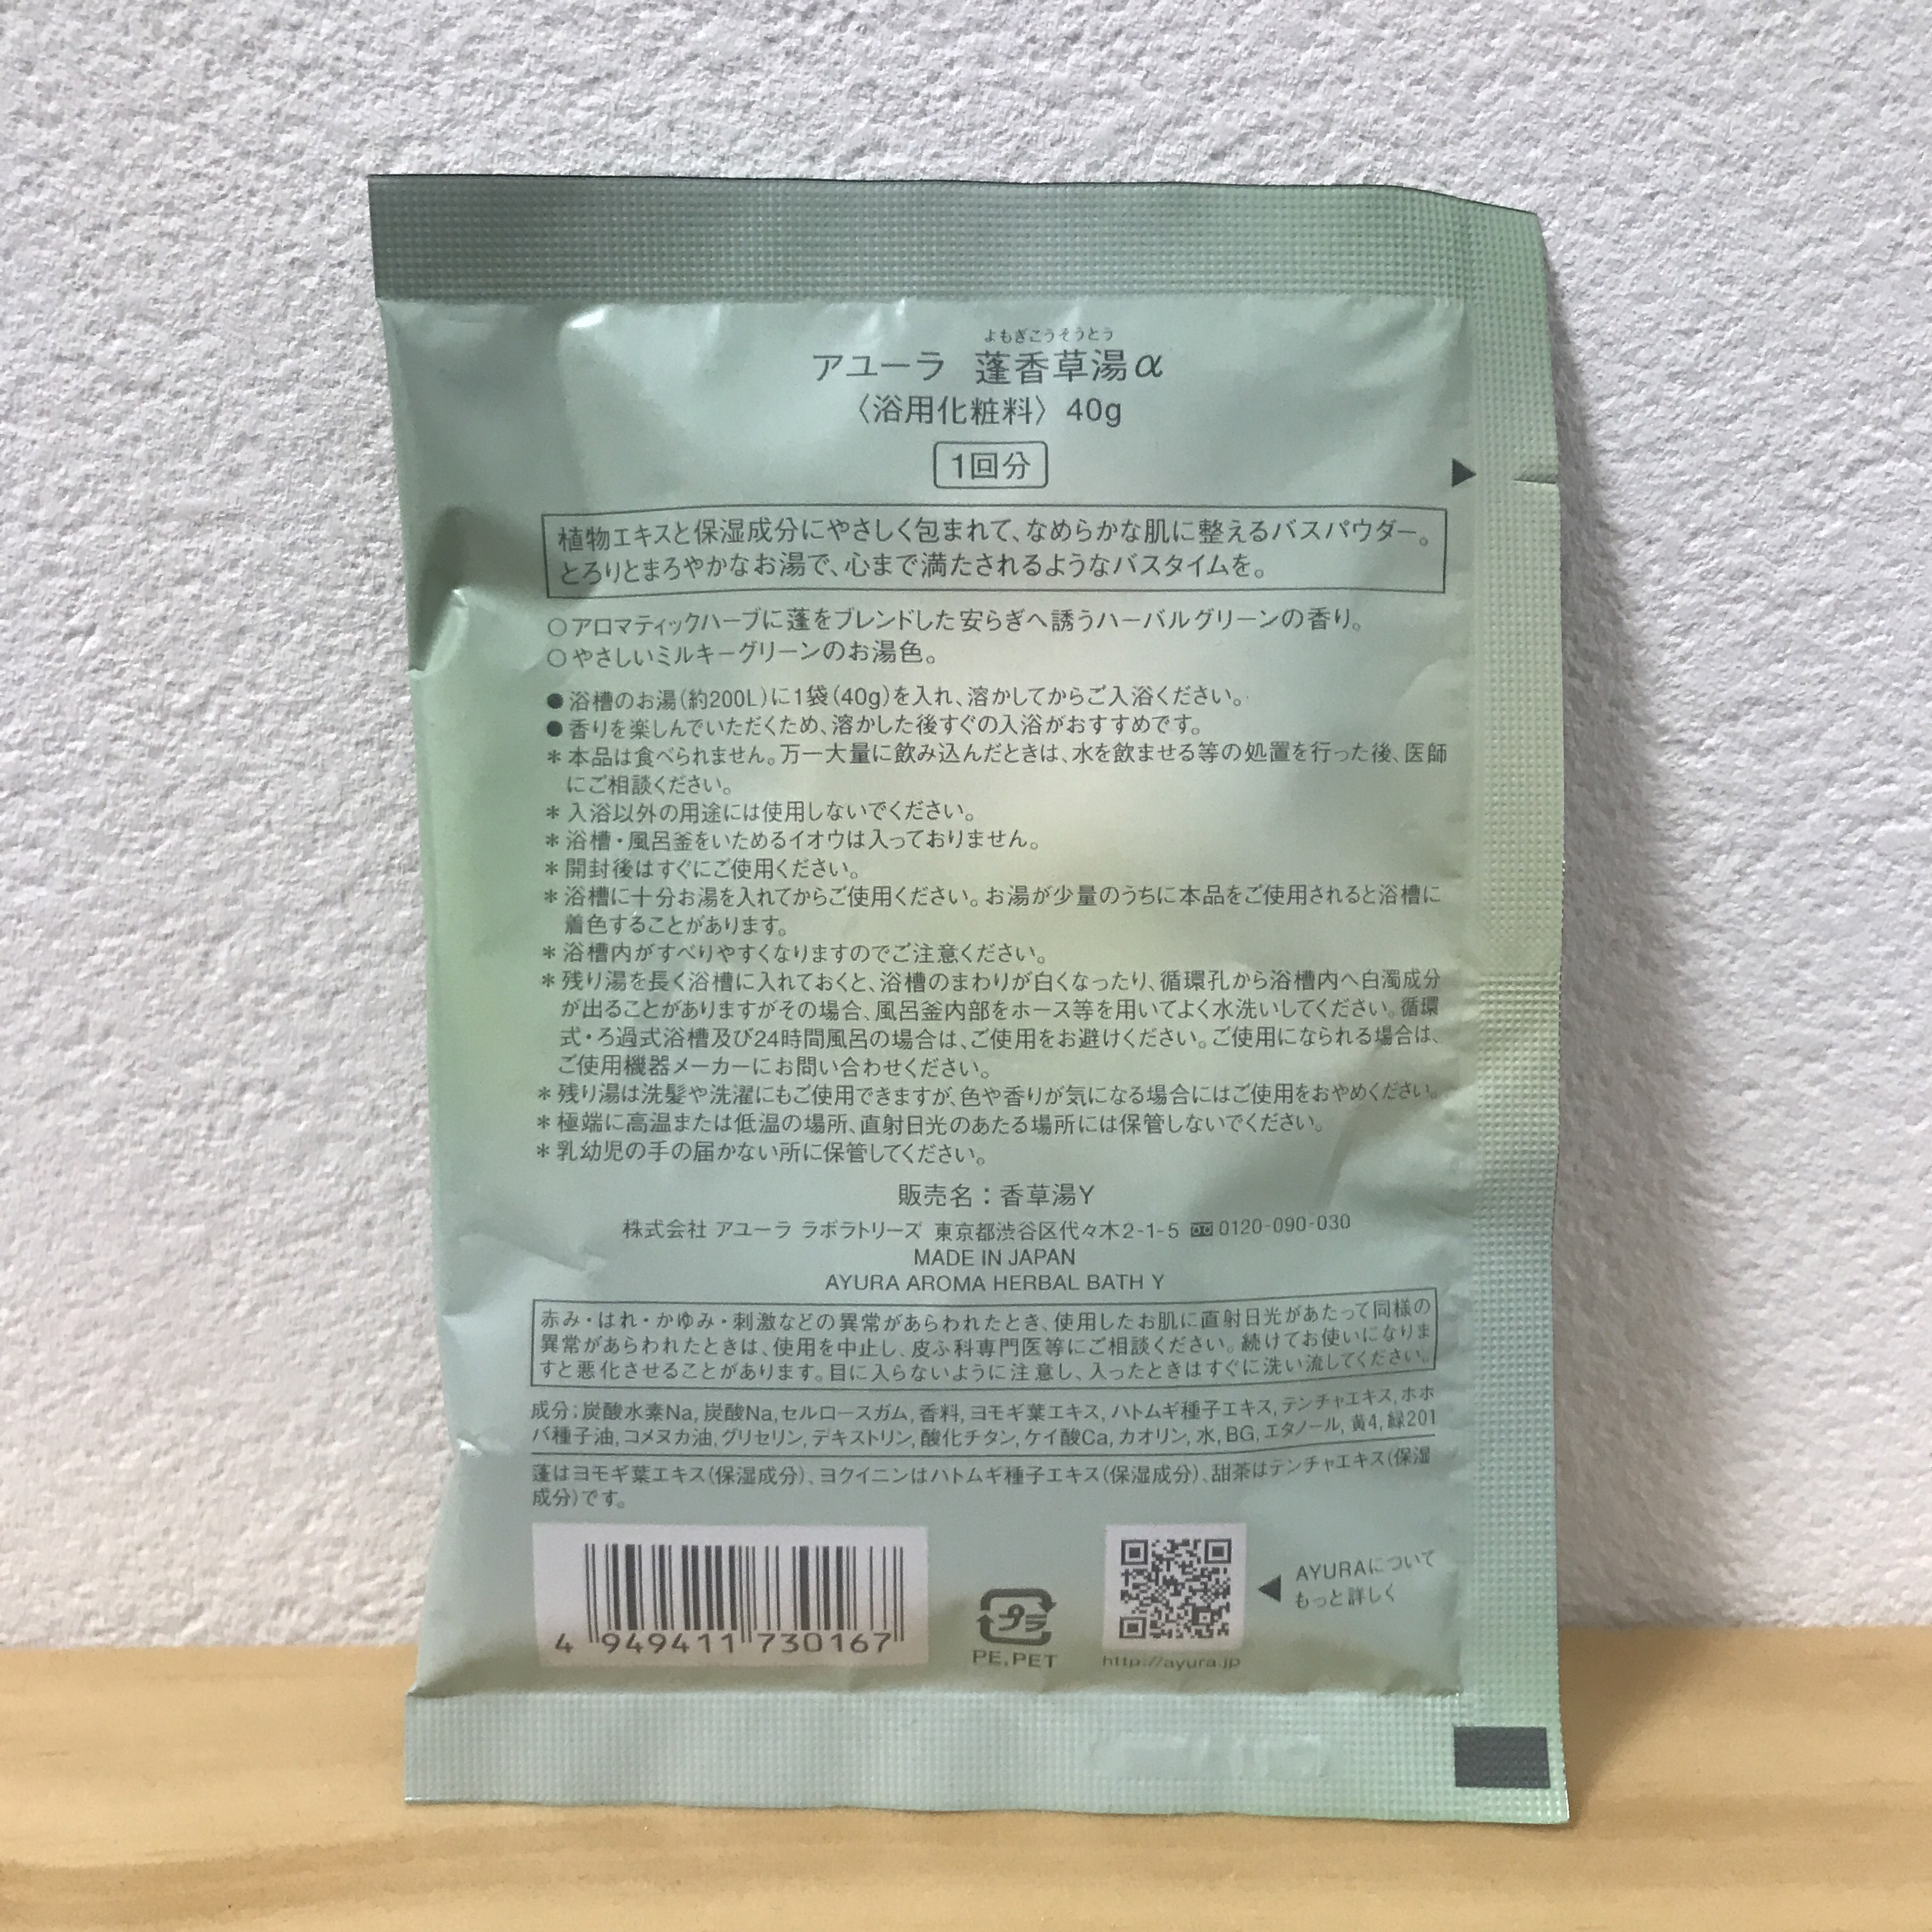 よもぎこうそうとう
アユーラ 蓬香草湯α
〈浴用化粧料〉40g
1回分
植物エキスと保湿成分にやさしく包まれて、なめらかな肌に整えるバスパウダー。
とろりとまろやかなお湯で、心まで満たされるようなバスタイムを。
○アロマティックハーブに蓬をブレンドした安らぎへ誘うハーバルグリーンの香り。
○やさしいミルキーグリーンのお湯色。
●浴槽のお湯(約200L)に1袋(40g)を入れ、溶かしてからご入浴ください。
●香りを楽しんでいただくため、溶かした後すぐの入浴がおすすめです。
＊本品は食べられません。万一大量に飲み込んだときは、水を飲ませる等の処置を行った後、医師
にご相談ください。
＊入浴以外の用途には使用しないでください。
＊浴槽・風呂釜をいためるイオウは入っておりません。
＊開封後はすぐにご使用ください。
＊浴槽に十分お湯を入れてからご使用ください。お湯が少量のうちに本品をご使用されると浴槽に
着色することがあります。
＊浴槽内がすべりやすくなりますのでご注意ください。
＊残り湯を長く浴槽に入れておくと、浴槽のまわりが白くなったり、循環孔から浴槽内へ白濁成分
が出ることがありますがその場合、風呂釜内部をホース等を用いてよく水洗いしてください。循環
式・ろ過式浴槽及び24時間風呂の場合は、ご使用をお避けください。ご使用になられる場合は、
ご使用機器メーカーにお問い合わせください。
＊残り湯は洗髪や洗濯にもご使用できますが、色や香りが気になる場合にはご使用をおやめください。
＊極端に高温または低温の場所、直射日光のあたる場所には保管しないでください。
＊乳幼児の手の届かない所に保管してください。
販売名：香草湯Y
株式会社 アユーラ ラボラトリーズ 東京都渋谷区代々木2-1-5 0120-090-030
MADE IN JAPAN
AYURA AROMA HERBAL BATH Y
赤み・はれ・かゆみ・刺激などの異常があらわれたとき、使用したお肌に直射日光があたって同様の
異常があらわれたときは、使用を中止し、皮ふ科専門医等にご相談ください。続けてお使いになりま
すと悪化させることがあります。目に入らないように注意し、入ったときはすぐに洗い流してください。
成分：炭酸水素Na, 炭酸Na, セルロースガム, 香料, ヨモギ葉エキス, ハトムギ種子エキス, テンチャエキス, ホホ
バ種子油, コメヌカ油, グリセリン, デキストリン, 酸化チタン, ケイ酸Ca, カオリン, 水, BG, エタノール, 黄4, 緑201
蓬はヨモギ葉エキス(保湿成分)、ヨクイニンはハトムギ種子エキス(保湿成分)、甜茶はテンチャエキス(保湿
成分)です。
4 949411 730167
プラ
PE, PET
http://ayura.jp
AYURAについて
もっと詳しく